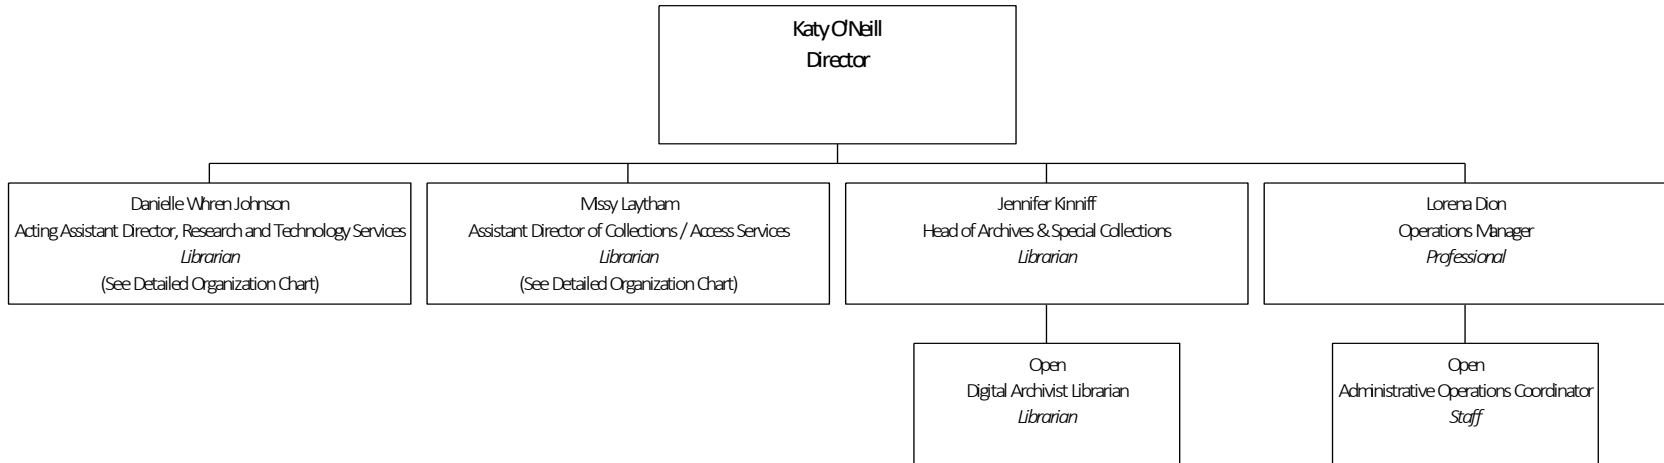 Katy O'Neill
Director
Danielle Whren Johnson
Acting Assistant Director, Research and Technology Services
Librarian
(See Detailed Organization Chart)
Missy Laytham
Assistant Director of Collections / Access Services
Librarian
(See Detailed Organization Chart)
Jennifer Kinniff
Head of Archives & Special Collections
Librarian
Lorena Dion
Operations Manager
Professional
Open
Digital Archivist Librarian
Librarian
Open
Administrative Operations Coordinator
Staff